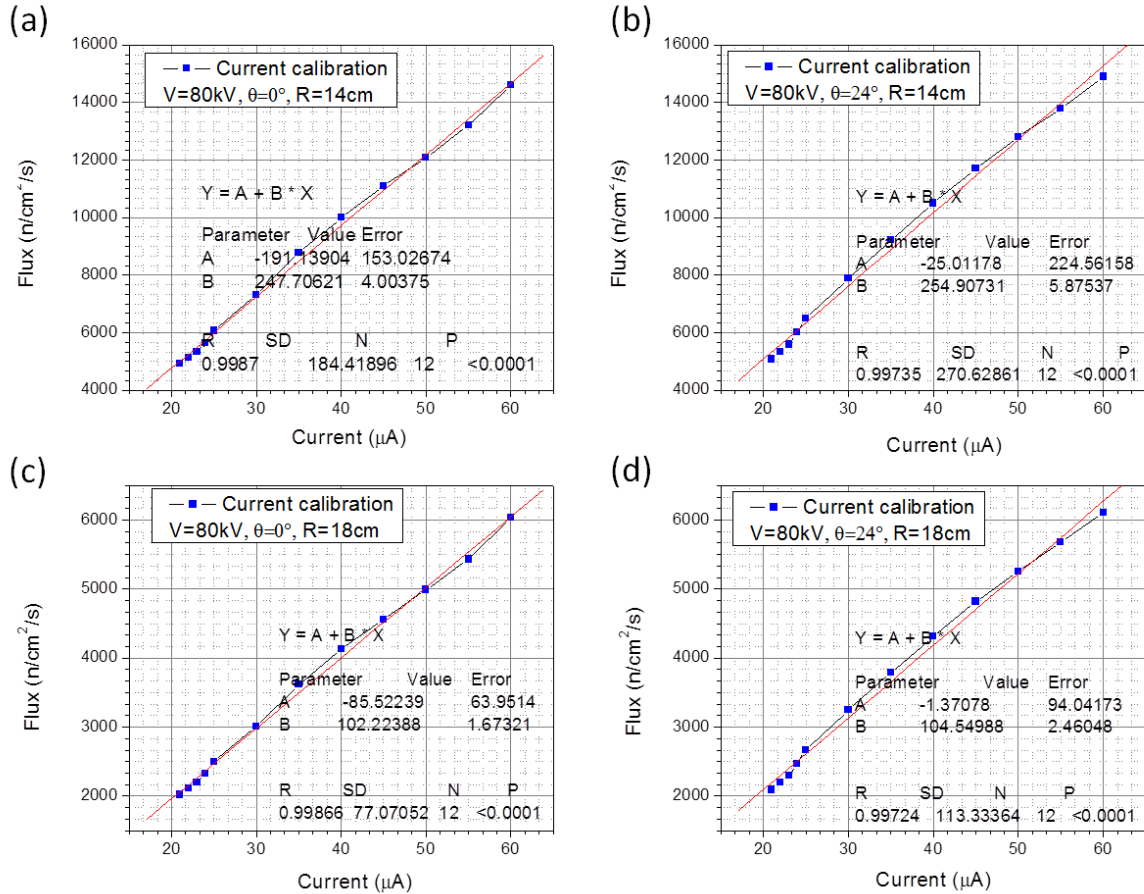 (a)
16000
14000
12000
10000
8000
6000
4000
Flux (n/cm²/s)
Current calibration
V=80kV, θ=0°, R=14cm
Y = A + B * X
Parameter Value Error
A -191.13904 153.02674
B 247.70621 4.00375
R SD N P
0.9987 184.41896 12 <0.0001
20 30 40 50 60
Current (μA)
(b)
16000
14000
12000
10000
8000
6000
4000
Flux (n/cm²/s)
Current calibration
V=80kV, θ=24°, R=14cm
Y = A + B * X
Parameter Value Error
A -25.01178 224.56158
B 254.90731 5.87537
R SD N P
0.99735 270.62861 12 <0.0001
20 30 40 50 60
Current (μA)
(c)
6000
5000
4000
3000
2000
Flux (n/cm²/s)
Current calibration
V=80kV, θ=0°, R=18cm
Y = A + B * X
Parameter Value Error
A -85.52239 63.9514
B 102.22388 1.67321
R SD N P
0.99866 77.07052 12 <0.0001
20 30 40 50 60
Current (μA)
(d)
6000
5000
4000
3000
2000
Flux (n/cm²/s)
Current calibration
V=80kV, θ=24°, R=18cm
Y = A + B * X
Parameter Value Error
A -1.37078 94.04173
B 104.54988 2.46048
R SD N P
0.99724 113.33364 12 <0.0001
20 30 40 50 60
Current (μA)